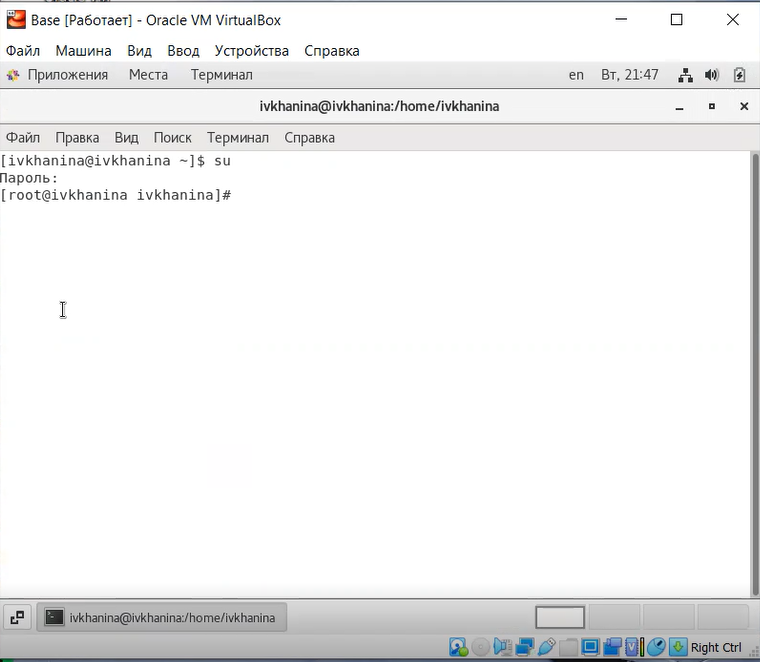 Base [Работает] - Oracle VM VirtualBox
Файл Машина Вид Ввод Устройства Справка
Приложения Места Терминал en Вт, 21:47
ivkhanina@ivkhanina:/home/ivkhanina
Файл Правка Вид Поиск Терминал Справка
[ivkhanina@ivkhanina ~]$ su
Пароль:
[root@ivkhanina ivkhanina]#
ivkhanina@ivkhanina:/home/ivkhanina
Right Ctrl